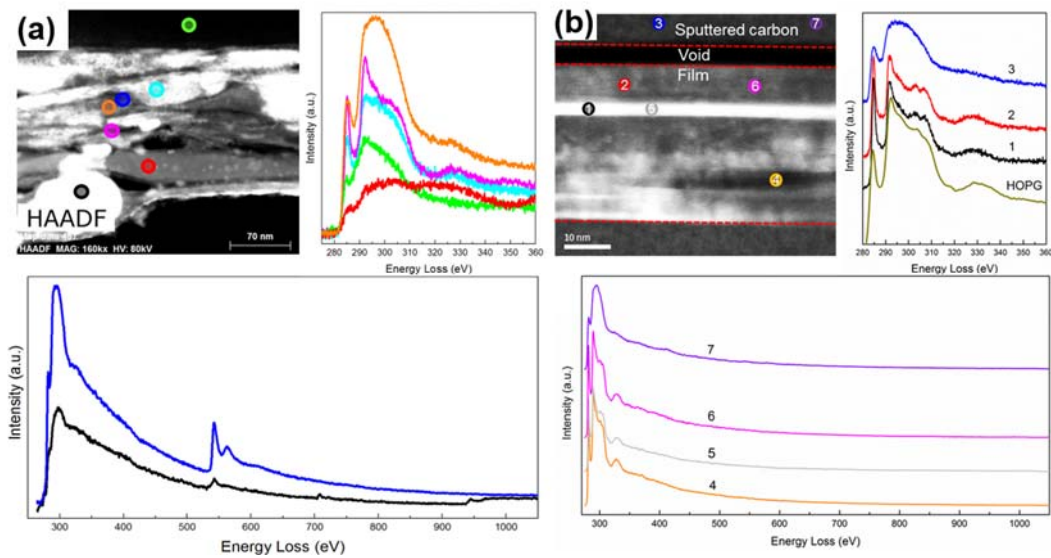 (a)
HAADF
HAADF MAG: 160kx HV: 80kV
70 nm
Intensity (a.u.)
280 290 300 310 320 330 340 350 360
Energy Loss (eV)
(b)
3
Sputtered carbon
7
Void
Film
2
6
1
5
4
10 nm
Intensity (a.u.)
3
2
1
HOPG
280 290 300 310 320 330 340 350 360
Energy Loss (eV)
Intensity (a.u.)
300 400 500 600 700 800 900 1000
Energy Loss (eV)
Intensity (a.u.)
7
6
5
4
300 400 500 600 700 800 900 1000
Energy Loss (eV)